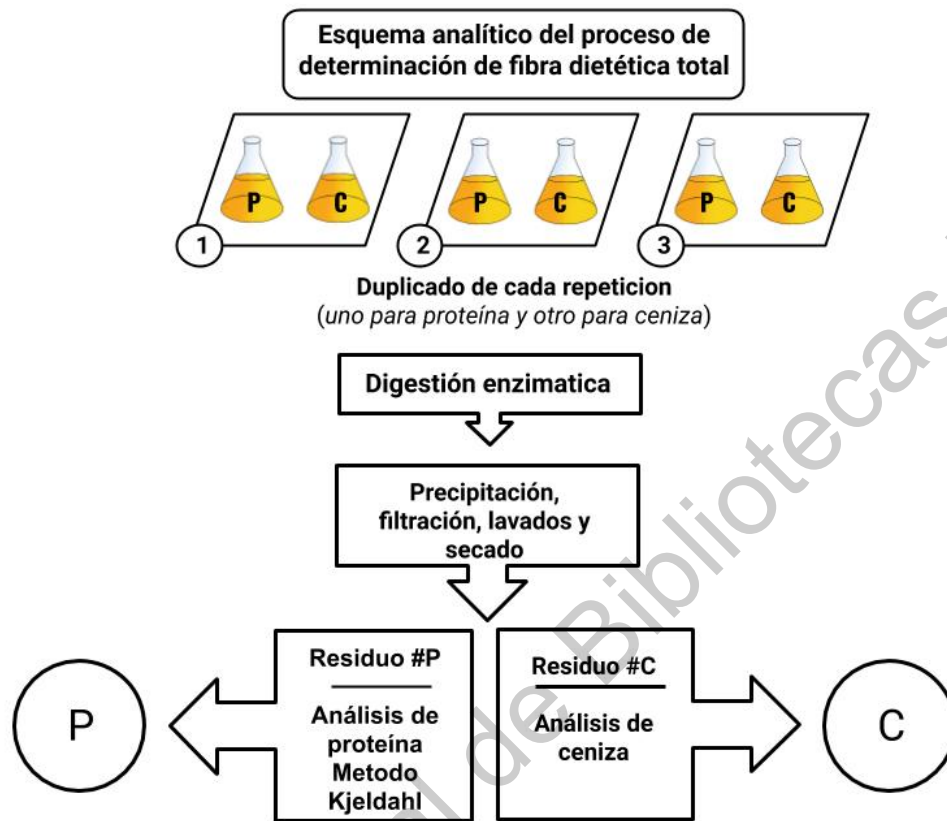 Esquema analítico del proceso de
determinación de fibra dietética total
P C P C P C
1 2 3
Duplicado de cada repeticion
(uno para proteína y otro para ceniza)
Digestión enzimatica
Precipitación,
filtración, lavados y
secado
Residuo #P
Análisis de
proteína
Metodo
Kjeldahl
Residuo #C
Análisis de
ceniza
P
C
de Bibliotecas